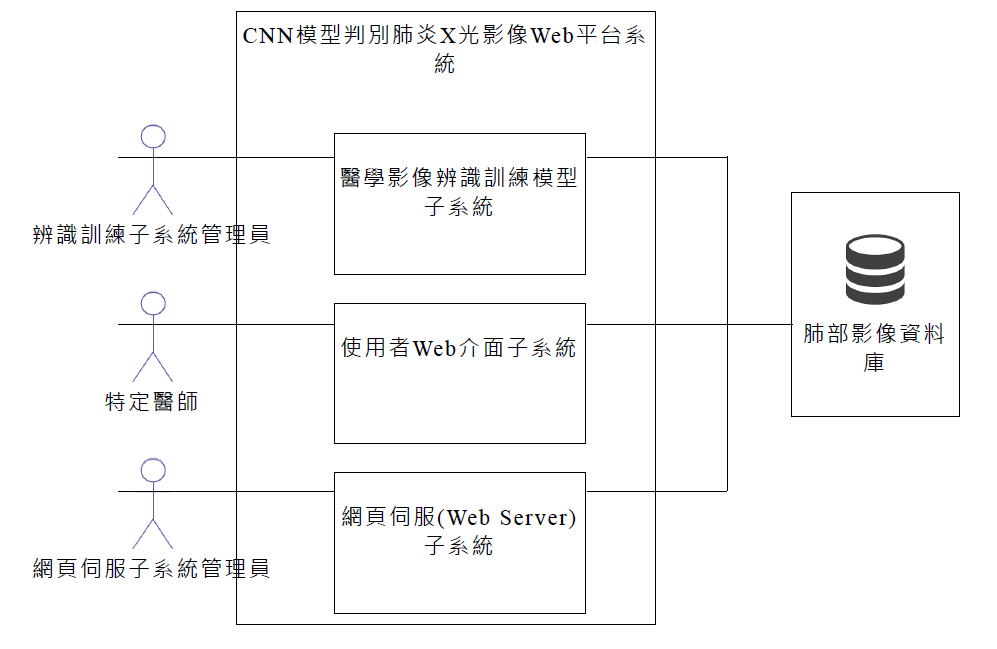 CNN模型判別肺炎X光影像Web平台系
統
醫學影像辨識訓練模型
子系統
辨識訓練子系統管理員
使用者Web介面子系統
肺部影像資料
庫
特定醫師
網頁伺服(Web Server)
子系統
網頁伺服子系統管理員